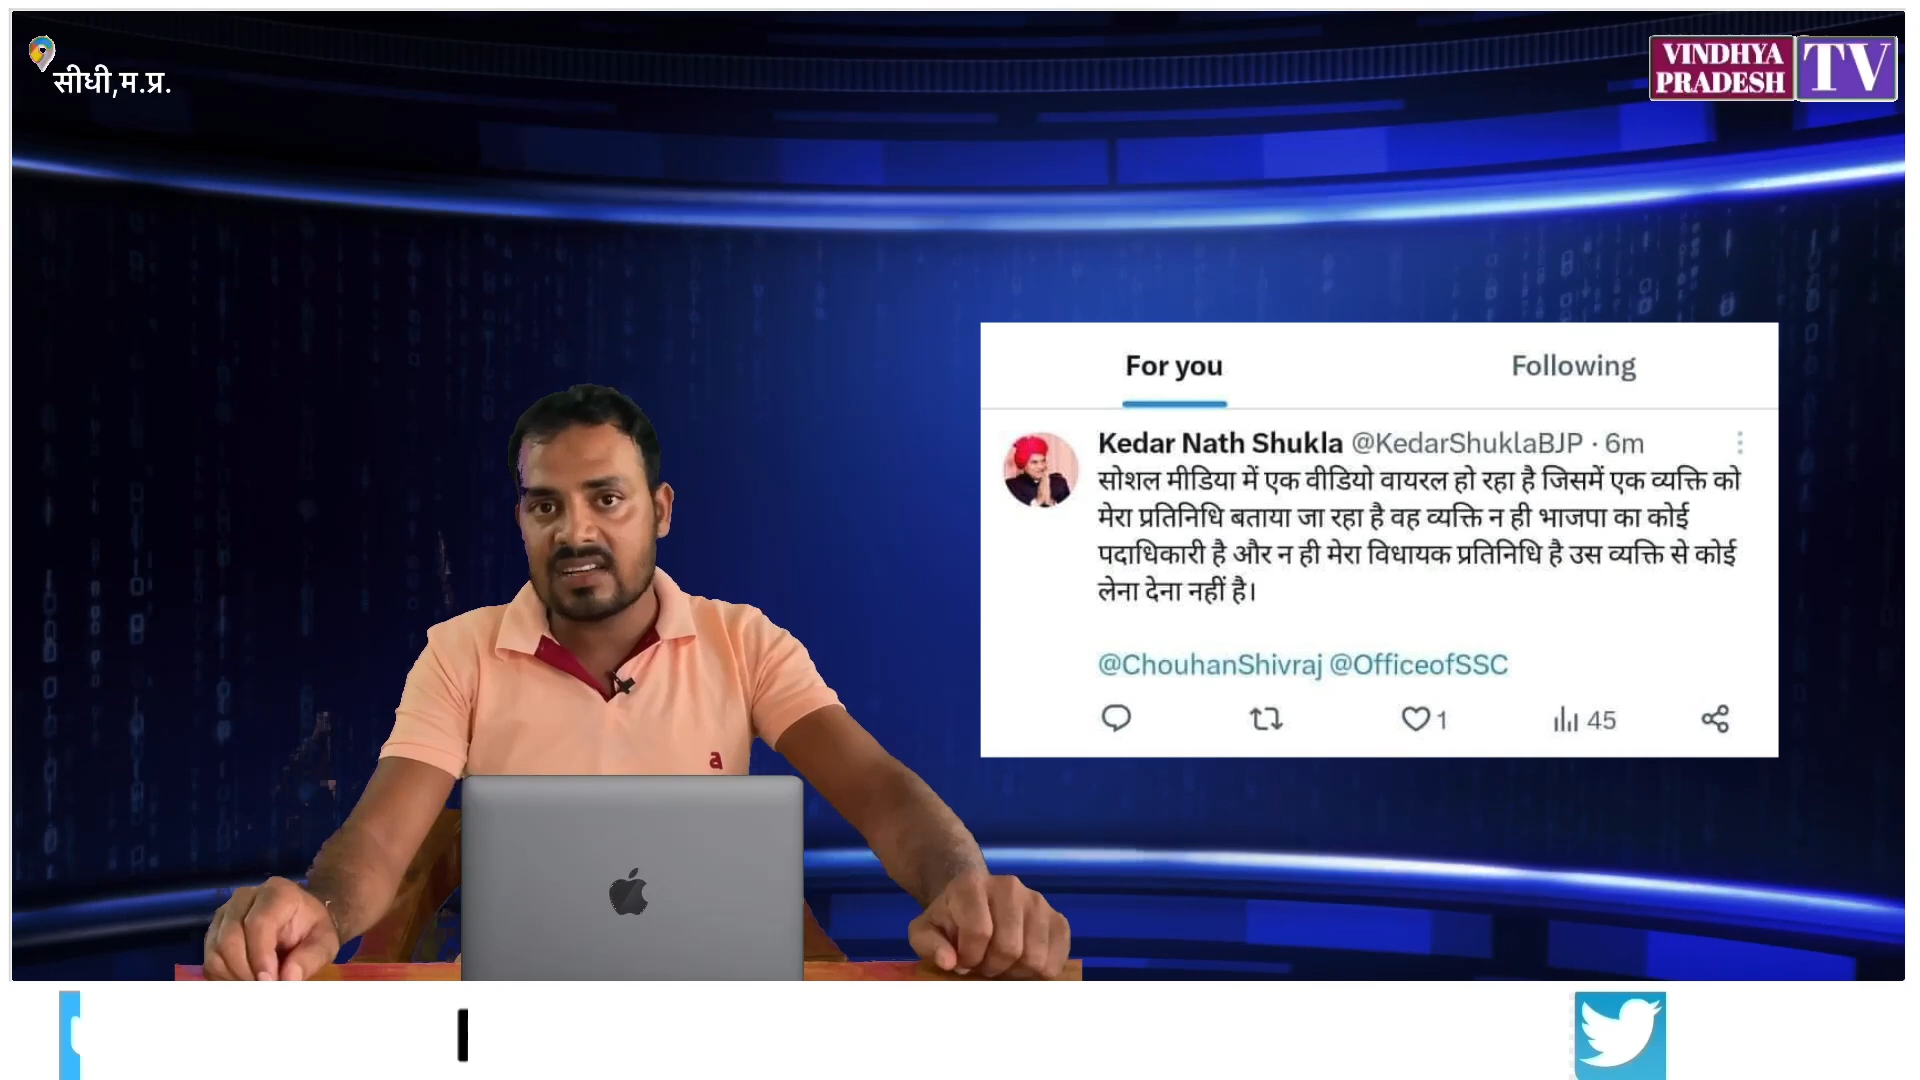 सीधी,म.प्र.
VINDHYA
PRADESH
TV
For you Following
Kedar Nath Shukla @KedarShuklaBJP · 6m
सोशल मीडिया में एक वीडियो वायरल हो रहा है जिसमें एक व्यक्ति को
मेरा प्रतिनिधि बताया जा रहा है वह व्यक्ति न ही भाजपा का कोई
पदाधिकारी है और न ही मेरा विधायक प्रतिनिधि है उस व्यक्ति से कोई
लेना देना नहीं है।
@ChouhanShivraj @OfficeofSSC
1 45
a